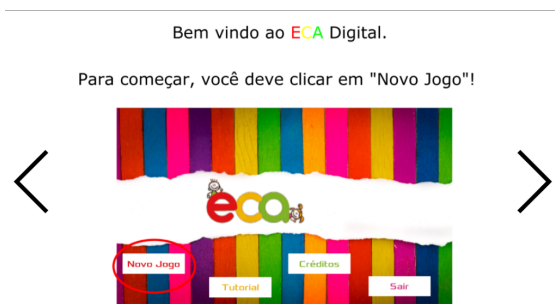 Bem vindo ao ECA Digital.
Para começar, você deve clicar em "Novo Jogo"!
eca
Novo Jogo
Créditos
Tutorial
Sair